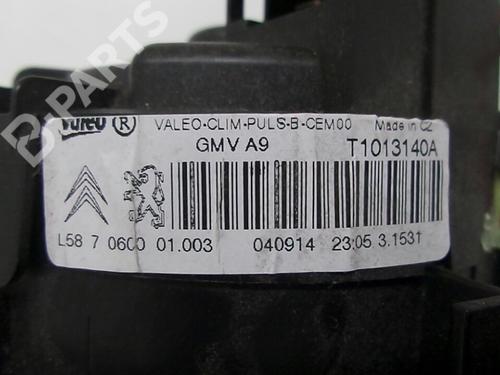 B-PARTS
Valeo ® VALEO-CLIM-PULS-B-CEM00 Made in CZ
GMV A9 T1013140A
L58 7 0600 01.003 040914 23:05 3.1531